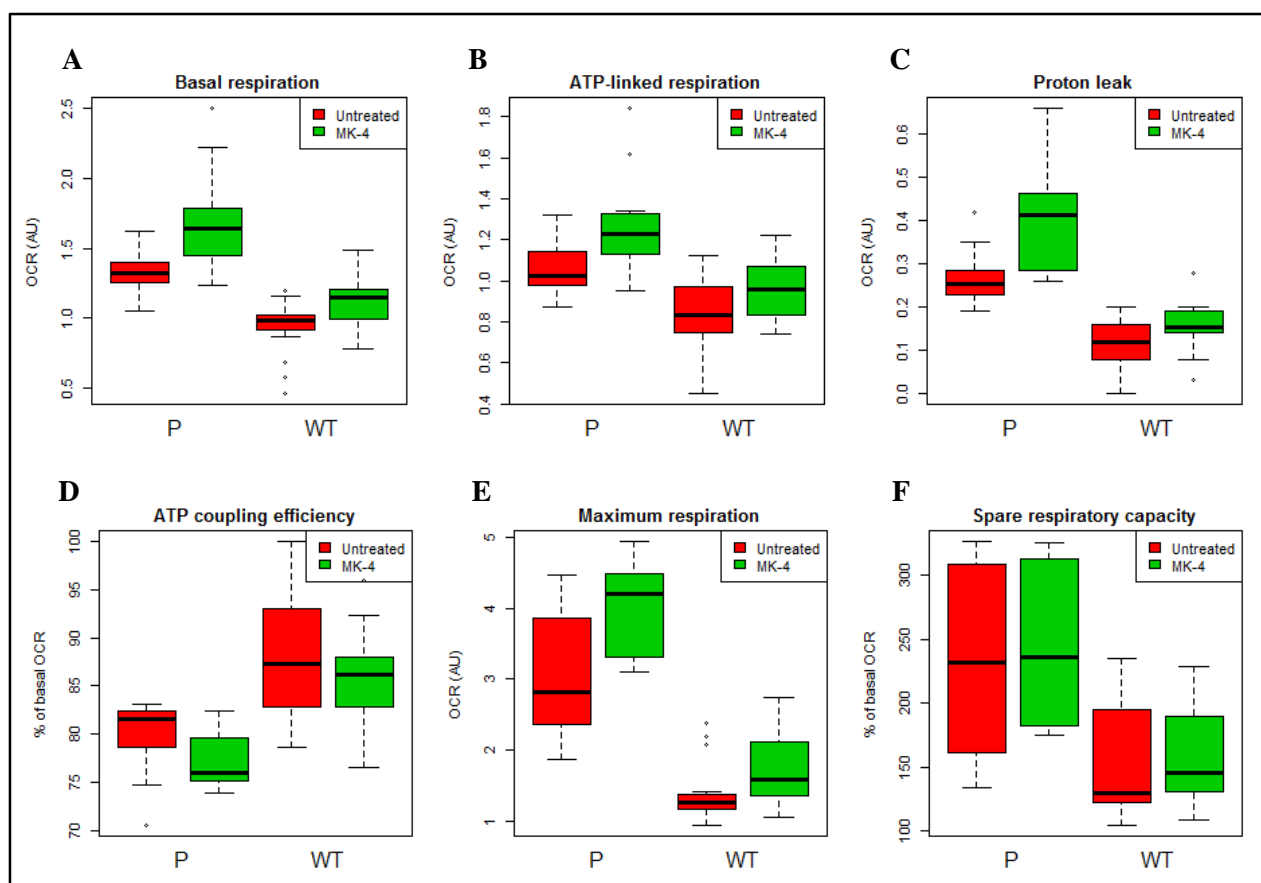 A
Basal respiration
Untreated
MK-4
OCR (AU)
2.5
2.0
1.5
1.0
0.5
P
WT
B
ATP-linked respiration
Untreated
MK-4
OCR (AU)
1.8
1.6
1.4
1.2
1.0
0.8
0.6
0.4
P
WT
C
Proton leak
Untreated
MK-4
OCR (AU)
0.6
0.5
0.4
0.3
0.2
0.1
0.0
P
WT
D
ATP coupling efficiency
Untreated
MK-4
% of basal OCR
100
95
90
85
80
75
70
P
WT
E
Maximum respiration
Untreated
MK-4
OCR (AU)
5
4
3
2
1
P
WT
F
Spare respiratory capacity
Untreated
MK-4
% of basal OCR
300
250
200
150
100
P
WT